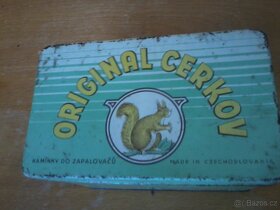 ORIGINAL CERKOV
KAMÍNKY DO ZAPALOVAČŮ
MADE IN CZECHOSLOVAKIA
Bazos.cz